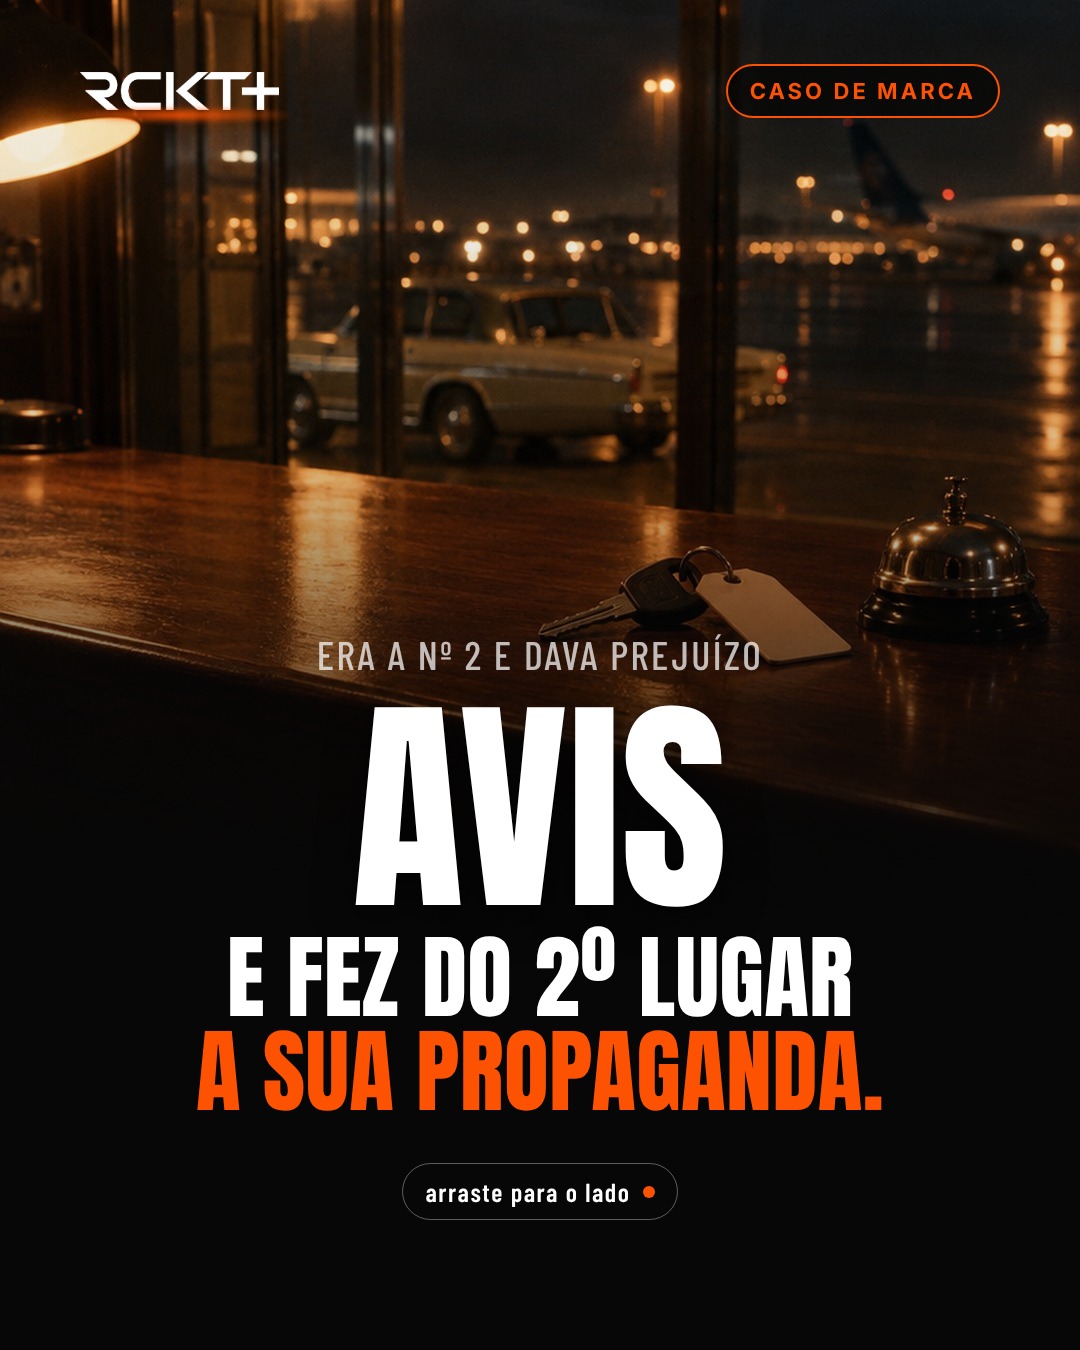 RCKT+
CASO DE MARCA
ERA A Nº 2 E DAVA PREJUÍZO
AVIS
E FEZ DO 2º LUGAR
A SUA PROPAGANDA.
arraste para o lado